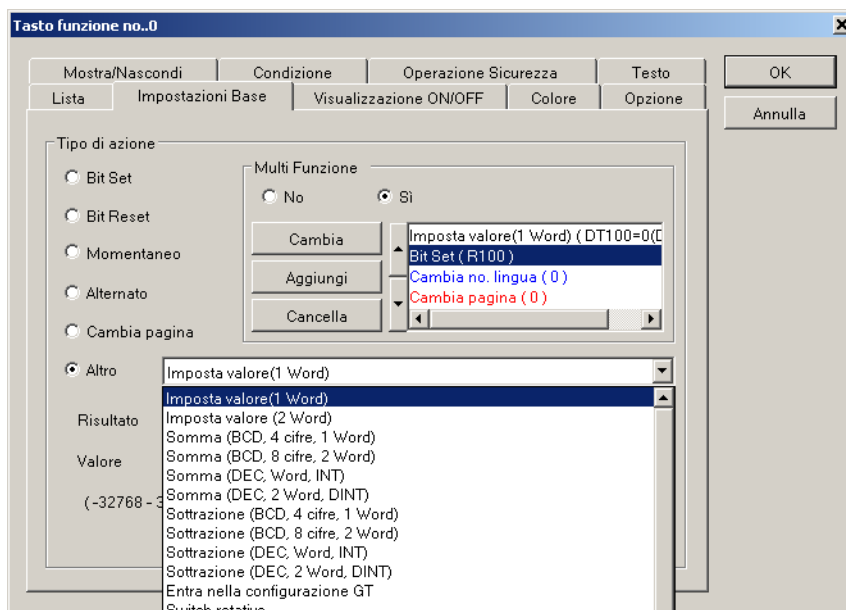 Tasto funzione no..0
Mostra/Nascondi Condizione Operazione Sicurezza Testo
Lista Impostazioni Base Visualizzazione ON/OFF Colore Opzione
OK
Annulla
Tipo di azione
Bit Set
Bit Reset
Momentaneo
Alternato
Cambia pagina
Altro
Multi Funzione
No Sì
Cambia
Aggiungi
Cancella
Imposta valore(1 Word) ( DT100=0(D
Bit Set ( R100 )
Cambia no. lingua ( 0 )
Cambia pagina ( 0 )
Imposta valore(1 Word)
Risultato
Valore
( -32768 - 3
Imposta valore(1 Word)
Imposta valore (2 Word)
Somma (BCD, 4 cifre, 1 Word)
Somma (BCD, 8 cifre, 2 Word)
Somma (DEC, Word, INT)
Somma (DEC, 2 Word, DINT)
Sottrazione (BCD, 4 cifre, 1 Word)
Sottrazione (BCD, 8 cifre, 2 Word)
Sottrazione (DEC, Word, INT)
Sottrazione (DEC, 2 Word, DINT)
Entra nella configurazione GT
Switch rotativo